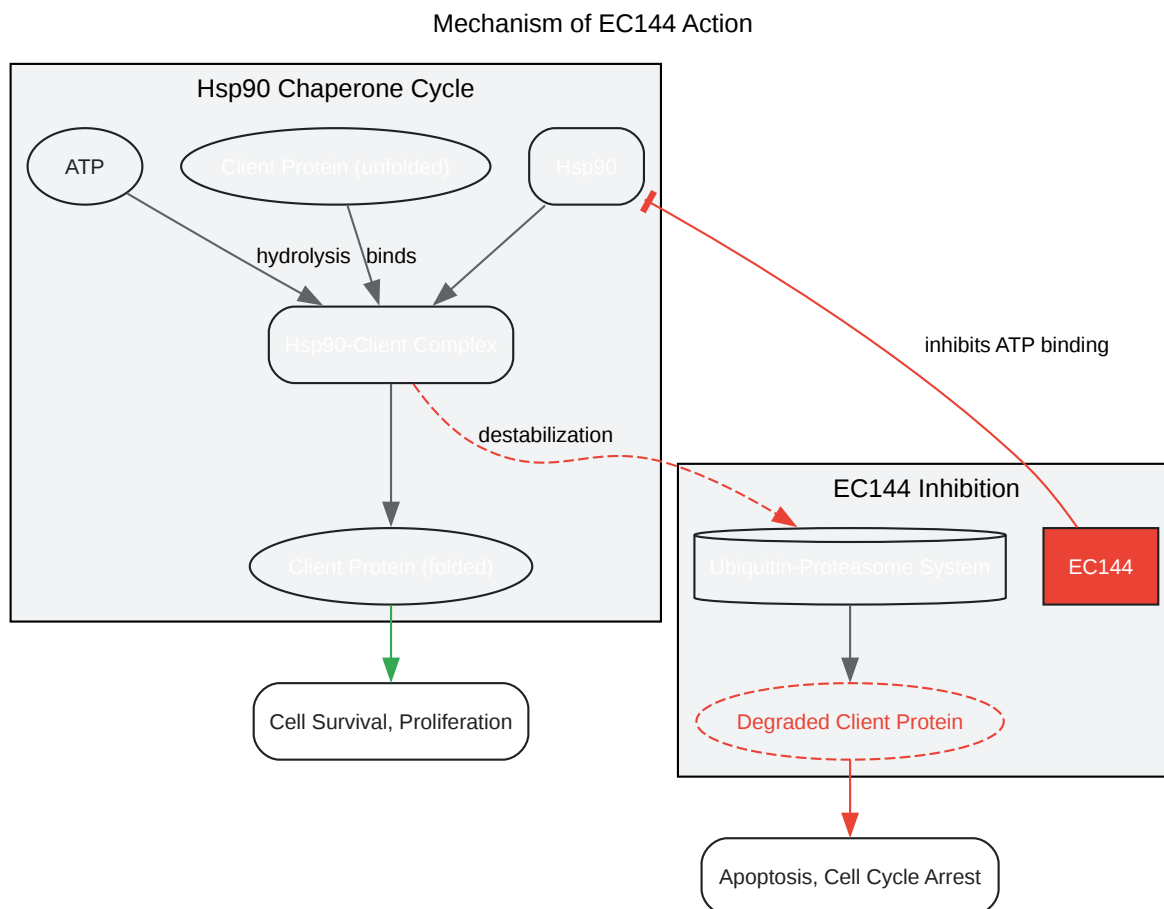 Mechanism of EC144 Action
Hsp90 Chaperone Cycle
ATP
Client Protein (unfolded)
Hsp90
hydrolysis
binds
Hsp90-Client Complex
inhibits ATP binding
destabilization
EC144 Inhibition
Client Protein (folded)
Ubiquitin-Proteasome System
EC144
Cell Survival, Proliferation
Degraded Client Protein
Apoptosis, Cell Cycle Arrest